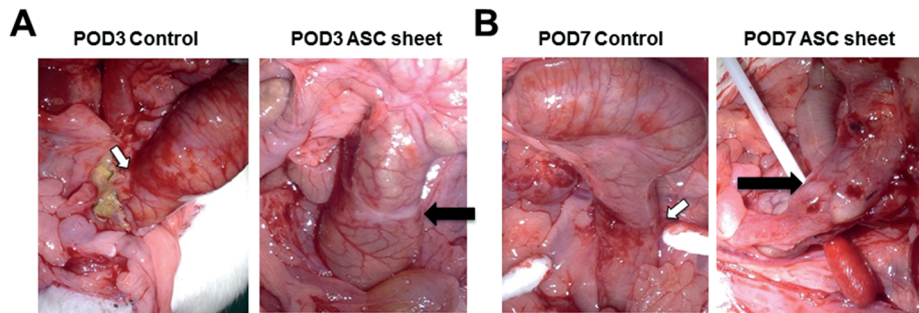 A
POD3 Control
POD3 ASC sheet
B
POD7 Control
POD7 ASC sheet